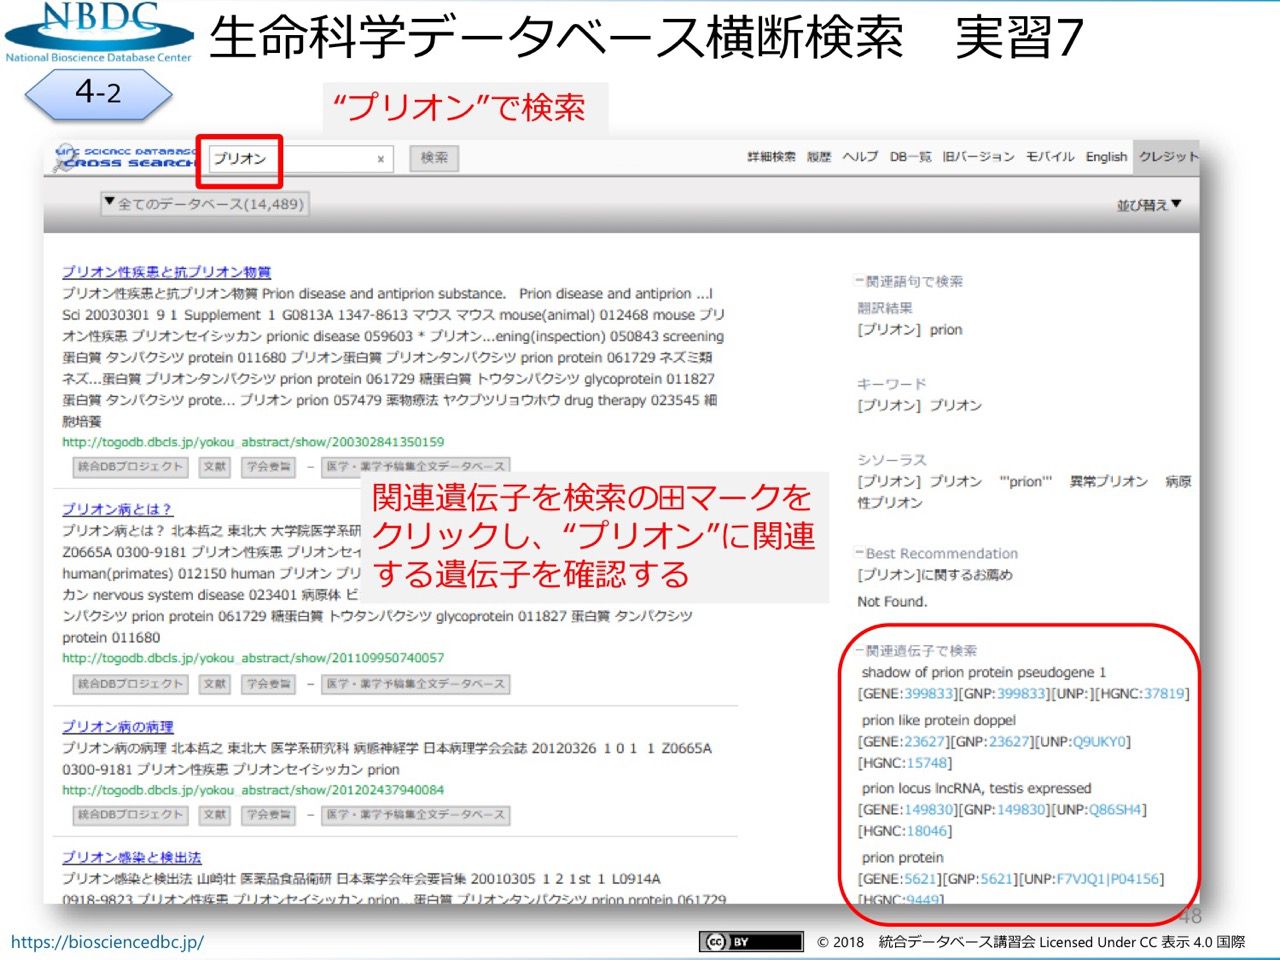 NBDC
National Bioscience Database Center
生命科学データベース横断検索　実習7
4-2
“プリオン”で検索
LIFE SCIENCE DATABASE
CROSS SEARCH
プリオン
x
検索
詳細検索 履歴 ヘルプ DB一覧 旧バージョン モバイル English クレジット
▼全てのデータベース(14,489)
並び替え▼
プリオン性疾患と抗プリオン物質
プリオン性疾患と抗プリオン物質 Prion disease and antiprion substance. Prion disease and antiprion ...l
Sci 20030301 9 1 Supplement 1 G0813A 1347-8613 マウス マウス mouse(animal) 012468 mouse プリ
オン性疾患 プリオンセイシッカン prionic disease 059603 * プリオン...ening(inspection) 050843 screening
蛋白質 タンパクシツ protein 011680 プリオン蛋白質 プリオンタンパクシツ prion protein 061729 ネズミ類
ネズ...蛋白質 プリオンタンパクシツ prion protein 061729 糖蛋白質 トウタンパクシツ glycoprotein 011827
蛋白質 タンパクシツ prote... プリオン prion 057479 薬物療法 ヤクブツリョウホウ drug therapy 023545 細
胞培養
http://togodb.dbcls.jp/yokou_abstract/show/200302841350159
統合DBプロジェクト 文献 学会要旨 － 医学・薬学予稿集全文データベース
プリオン病とは？
プリオン病とは？ 北本哲之 東北大 大学院医学系研
Z0665A 0300-9181 プリオン性疾患 プリオンセイ
human(primates) 012150 human プリオン プリ
カン nervous system disease 023401 病原体 ビ
ンパクシツ prion protein 061729 糖蛋白質 トウタンパクシツ glycoprotein 011827 蛋白質 タンパクシツ
protein 011680
http://togodb.dbcls.jp/yokou_abstract/show/201109950740057
統合DBプロジェクト 文献 学会要旨 － 医学・薬学予稿集全文データベース
プリオン病の病理
プリオン病の病理 北本哲之 東北大 医学系研究科 病態神経学 日本病理学会会誌 20120326 1 0 1 1 Z0665A
0300-9181 プリオン性疾患 プリオンセイシッカン prion
http://togodb.dbcls.jp/yokou_abstract/show/201202437940084
統合DBプロジェクト 文献 学会要旨 － 医学・薬学予稿集全文データベース
プリオン感染と検出法
プリオン感染と検出法 山崎壮 医薬品食品衛研 日本薬学会年会要旨集 20010305 1 2 1st 1 L0914A
0918-9823 プリオン性疾患 プリオンセイシッカン prion...蛋白質 プリオンタンパクシツ prion protein 061729
関連遺伝子を検索の田マークを
クリックし、“プリオン”に関連
する遺伝子を確認する
－関連語句で検索
翻訳結果
[プリオン] prion
キーワード
[プリオン] プリオン
シソーラス
[プリオン] プリオン '"prion"' 異常プリオン 病原
性プリオン
－Best Recommendation
[プリオン]に関するお薦め
Not Found.
－関連遺伝子で検索
shadow of prion protein pseudogene 1
[GENE:399833][GNP:399833][UNP:][HGNC:37819]
prion like protein doppel
[GENE:23627][GNP:23627][UNP:Q9UKY0]
[HGNC:15748]
prion locus lncRNA, testis expressed
[GENE:149830][GNP:149830][UNP:Q86SH4]
[HGNC:18046]
prion protein
[GENE:5621][GNP:5621][UNP:F7VJQ1|P04156]
[HGNC:9449]
48
https://biosciencedbc.jp/
cc BY
© 2018　統合データベース講習会 Licensed Under CC 表示 4.0 国際